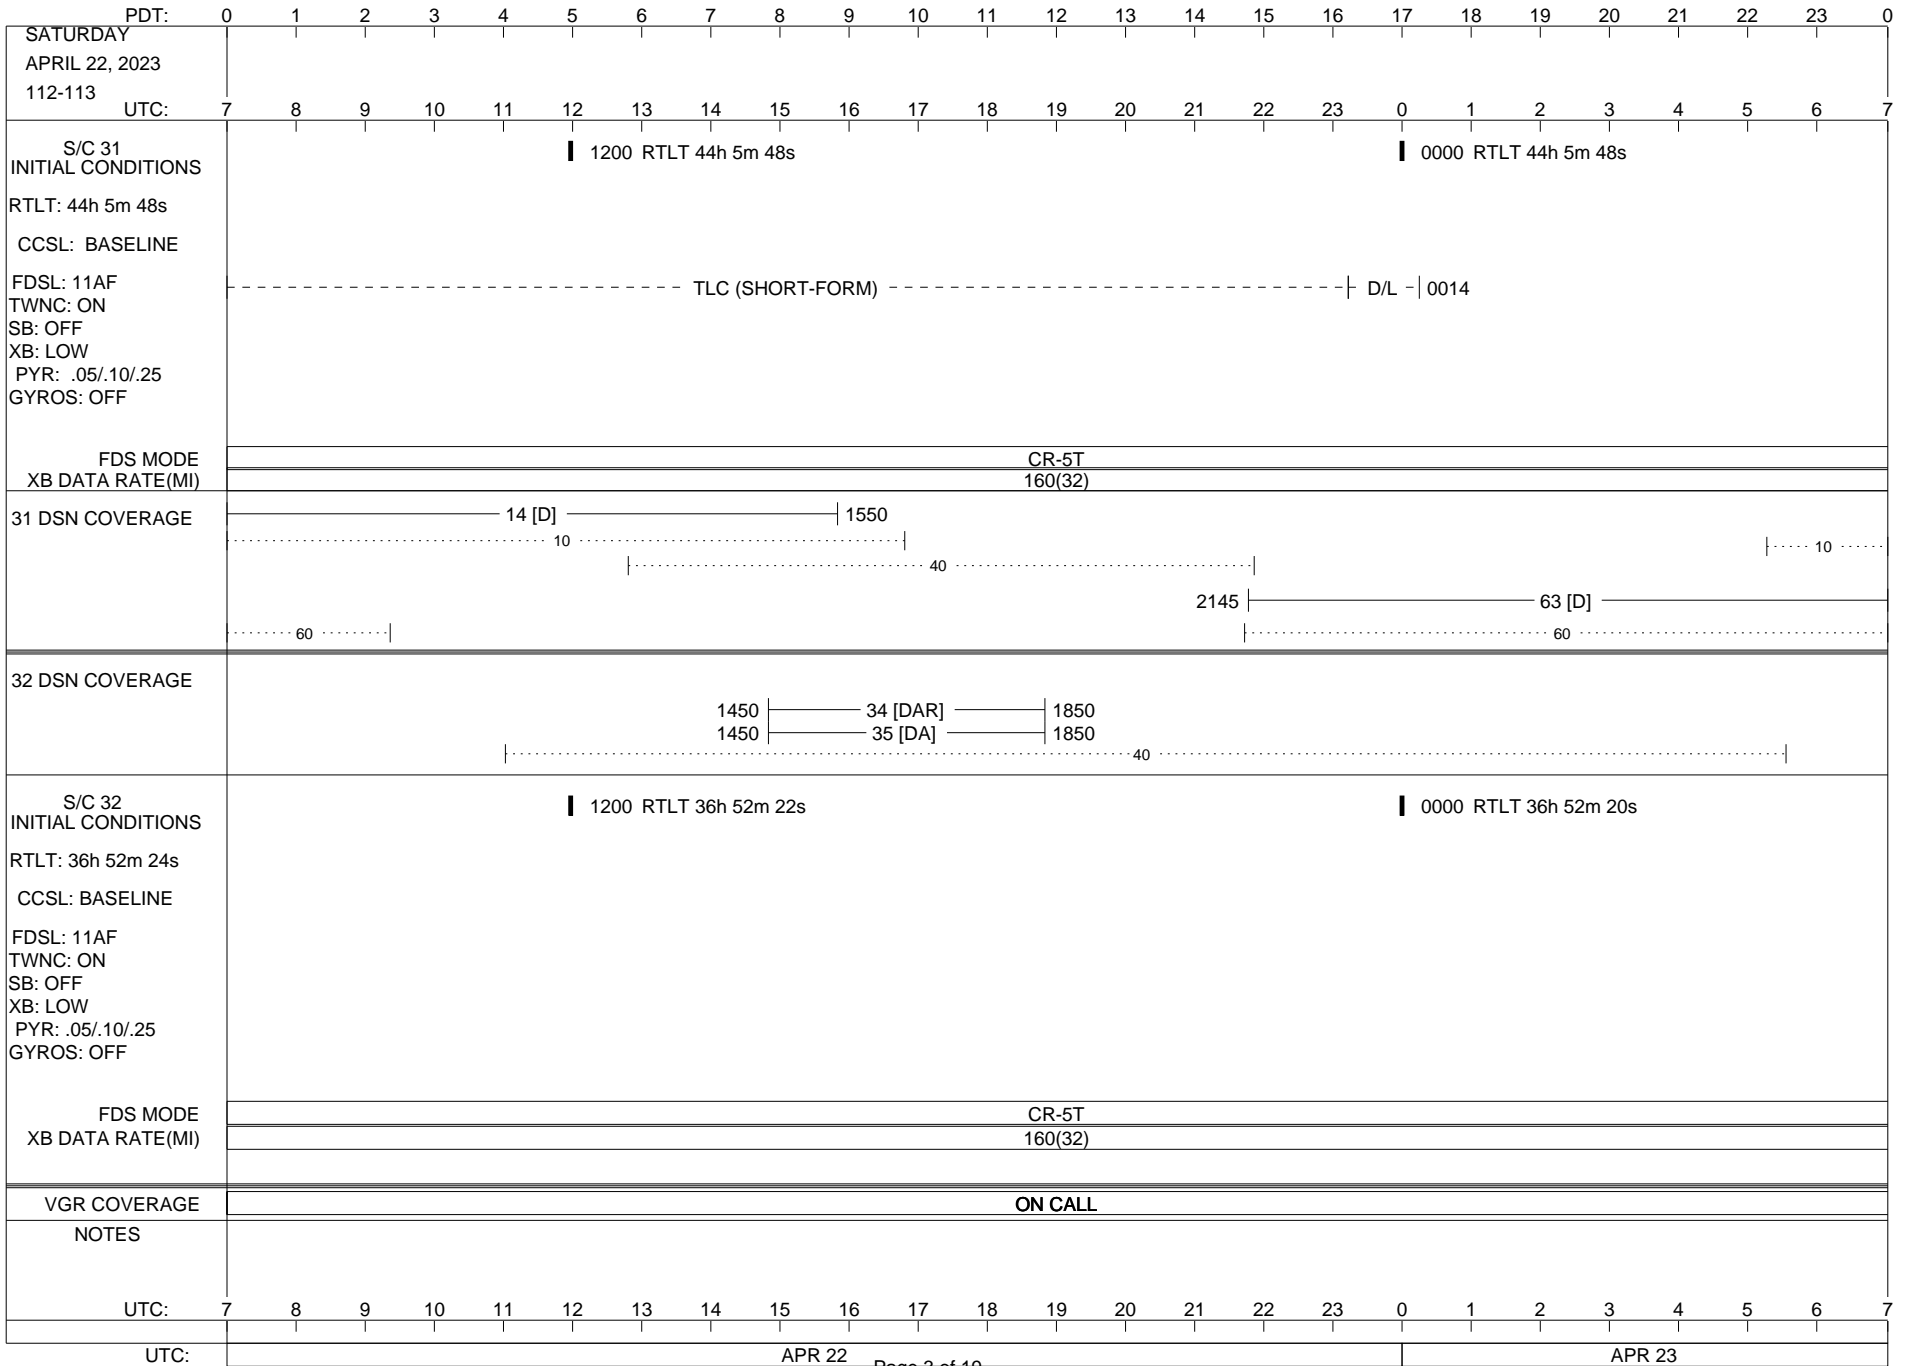 PDT: 0 1 2 3 4 5 6 7 8 9 10 11 12 13 14 15 16 17 18 19 20 21 22 23 0
SATURDAY
APRIL 22, 2023
112-113
UTC: 7 8 9 10 11 12 13 14 15 16 17 18 19 20 21 22 23 0 1 2 3 4 5 6 7
S/C 31
INITIAL CONDITIONS
1200 RTLT 44h 5m 48s
0000 RTLT 44h 5m 48s
RTLT: 44h 5m 48s
CCSL: BASELINE
FDSL: 11AF
TLC (SHORT-FORM) D/L 0014
TWNC: ON
SB: OFF
XB: LOW
PYR: .05/.10/.25
GYROS: OFF
FDS MODE CR-5T
XB DATA RATE(MI) 160(32)
31 DSN COVERAGE 14 [D] 1550
10 10
40
2145 63 [D]
60 60
32 DSN COVERAGE
1450 34 [DAR] 1850
1450 35 [DA] 1850
40
S/C 32
INITIAL CONDITIONS
1200 RTLT 36h 52m 22s
0000 RTLT 36h 52m 20s
RTLT: 36h 52m 24s
CCSL: BASELINE
FDSL: 11AF
TWNC: ON
SB: OFF
XB: LOW
PYR: .05/.10/.25
GYROS: OFF
FDS MODE CR-5T
XB DATA RATE(MI) 160(32)
VGR COVERAGE ON CALL
NOTES
UTC: 7 8 9 10 11 12 13 14 15 16 17 18 19 20 21 22 23 0 1 2 3 4 5 6 7
UTC: APR 22 APR 23
Page 3 of 19